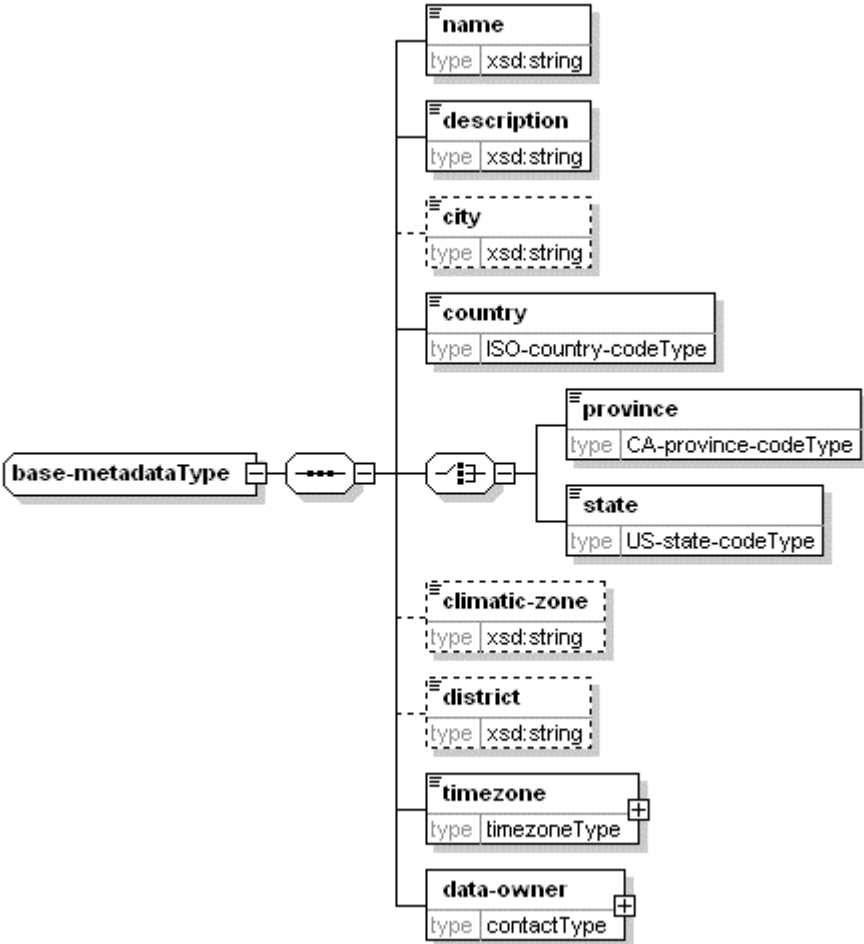 name
type xsd:string
description
type xsd:string
city
type xsd:string
country
type ISO-country-codeType
province
type CA-province-codeType
base-metadataType
state
type US-state-codeType
climatic-zone
type xsd:string
district
type xsd:string
timezone
type timezoneType
data-owner
type contactType